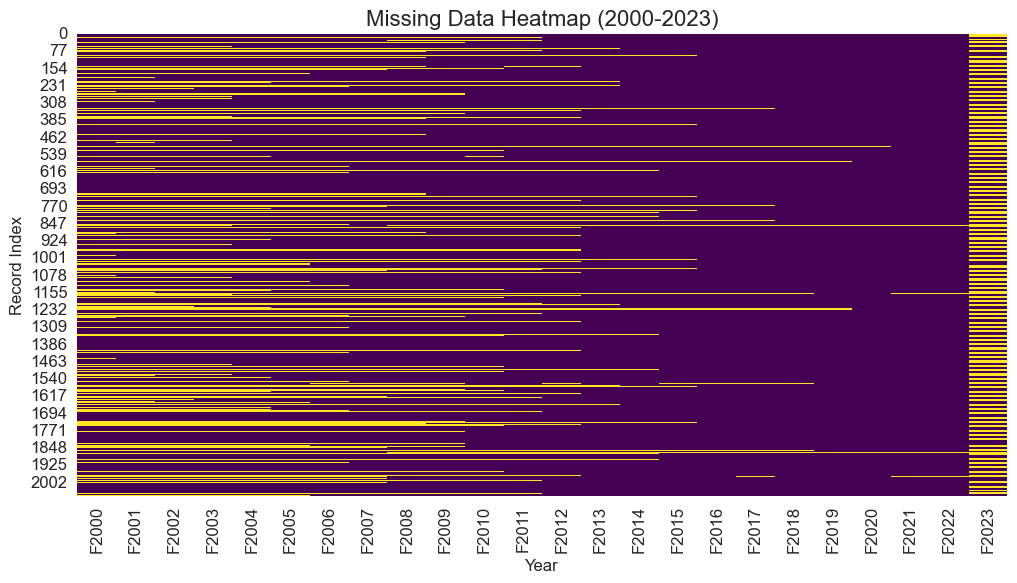 Missing Data Heatmap (2000-2023)
Record Index
0
77
154
231
308
385
462
539
616
693
770
847
924
1001
1078
1155
1232
1309
1386
1463
1540
1617
1694
1771
1848
1925
2002
F2000
F2001
F2002
F2003
F2004
F2005
F2006
F2007
F2008
F2009
F2010
F2011
F2012
F2013
F2014
F2015
F2016
F2017
F2018
F2019
F2020
F2021
F2022
F2023
Year